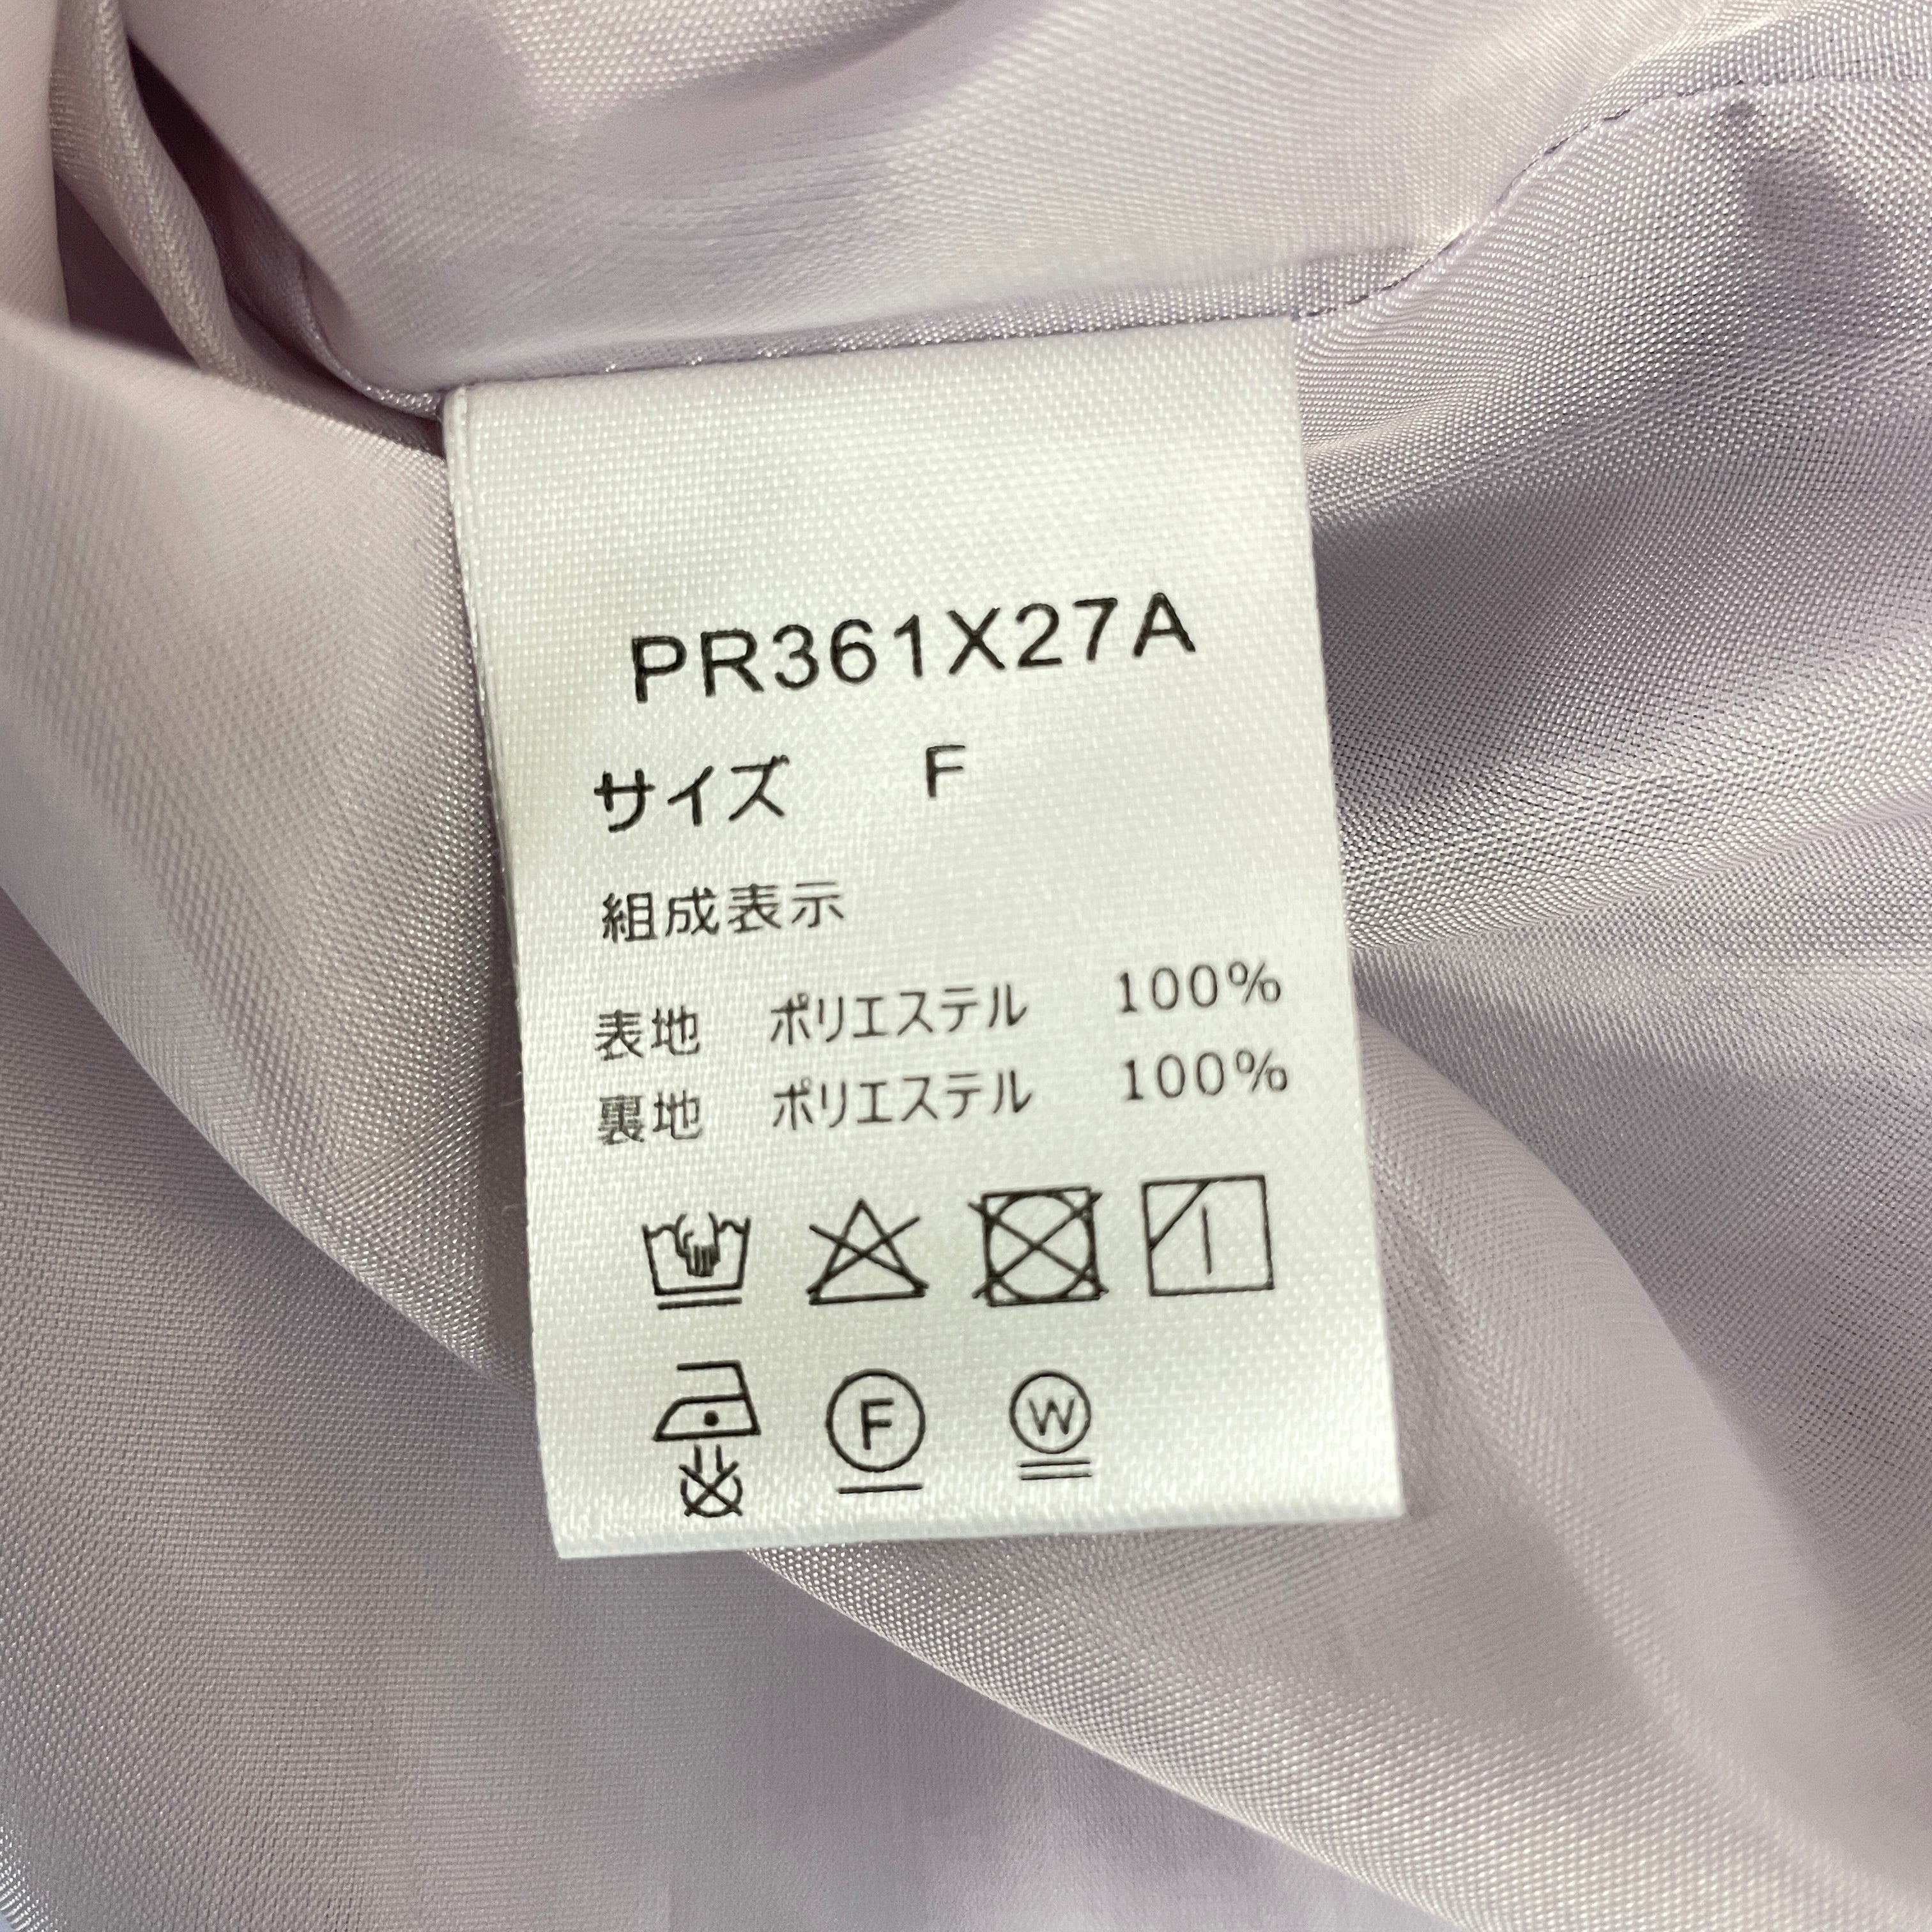 PR361X27A
サイズ F
組成表示
表地 ポリエステル 100%
裏地 ポリエステル 100%
F W